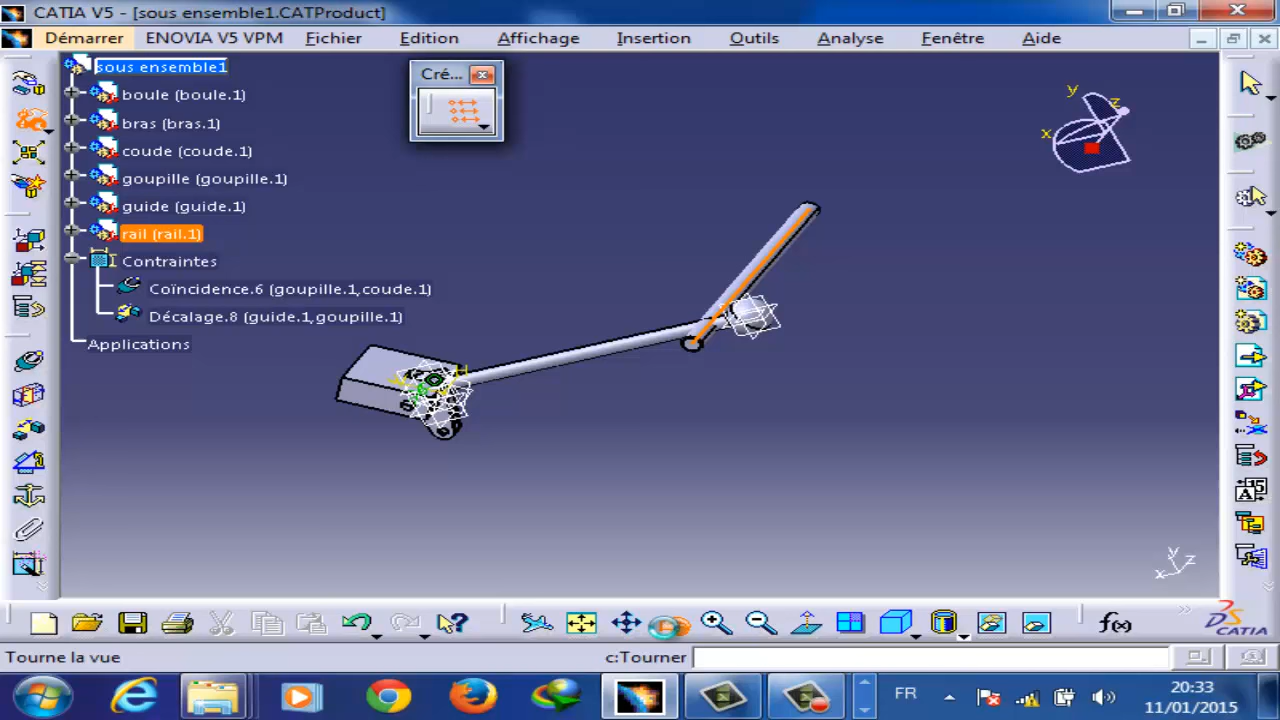 CATIA V5 - [sous ensemble1.CATProduct]
Démarrer ENOVIA V5 VPM Fichier Edition Affichage Insertion Outils Analyse Fenêtre Aide
sous ensemble1
boule (boule.1)
bras (bras.1)
coude (coude.1)
goupille (goupille.1)
guide (guide.1)
rail (rail.1)
Contraintes
Coïncidence.6 (goupille.1,coude.1)
Décalage.8 (guide.1,goupille.1)
Applications
Cré...
y
z
x
H
15
A
y
z
x
f(x)
CATIA
Tourne la vue
c:Tourner
FR
20:33
11/01/2015